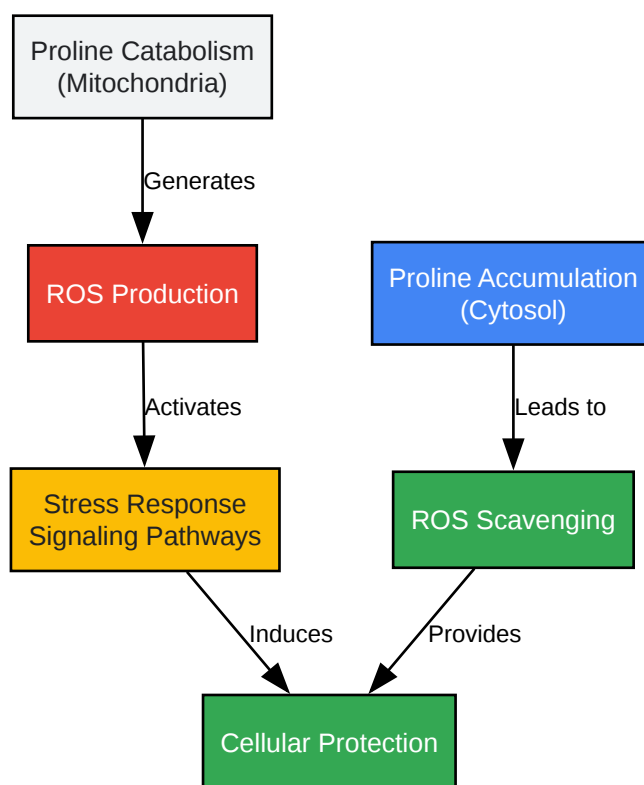 Proline Catabolism
(Mitochondria)
Generates
ROS Production
Proline Accumulation
(Cytosol)
Activates
Leads to
Stress Response
Signaling Pathways
ROS Scavenging
Induces
Provides
Cellular Protection